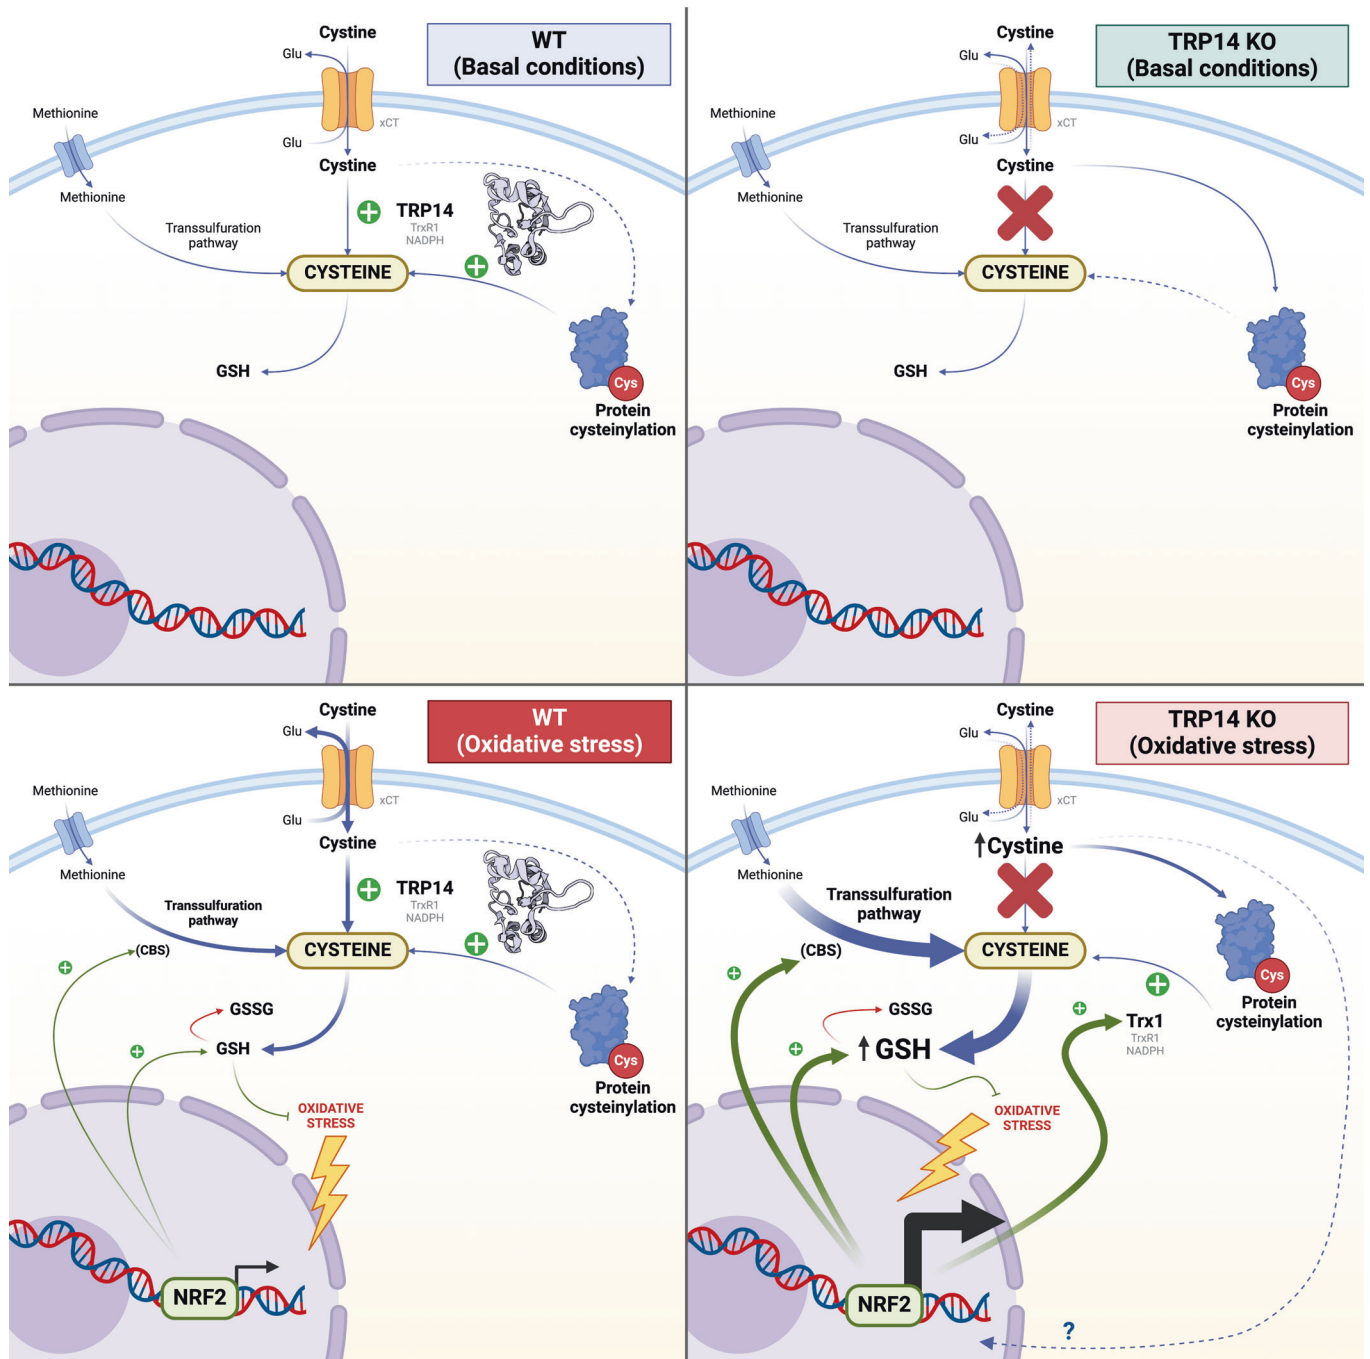 Cystine
Glu
WT
(Basal conditions)
Methionine
xCT
Glu
Cystine
Methionine
TRP14
TrxR1
NADPH
Transsulfuration
pathway
CYSTEINE
GSH
Cys
Protein
cysteinylation
Cystine
Glu
TRP14 KO
(Basal conditions)
Methionine
xCT
Glu
Cystine
Methionine
Transsulfuration
pathway
CYSTEINE
GSH
Cys
Protein
cysteinylation
Cystine
Glu
WT
(Oxidative stress)
Methionine
xCT
Glu
Cystine
Methionine
TRP14
TrxR1
NADPH
Transsulfuration
pathway
(CBS)
CYSTEINE
GSSG
GSH
Cys
Protein
cysteinylation
OXIDATIVE
STRESS
NRF2
Cystine
Glu
TRP14 KO
(Oxidative stress)
Methionine
xCT
Glu
↑Cystine
Methionine
Transsulfuration
pathway
(CBS)
CYSTEINE
Cys
Protein
cysteinylation
GSSG
↑GSH
Trx1
TrxR1
NADPH
OXIDATIVE
STRESS
NRF2
?